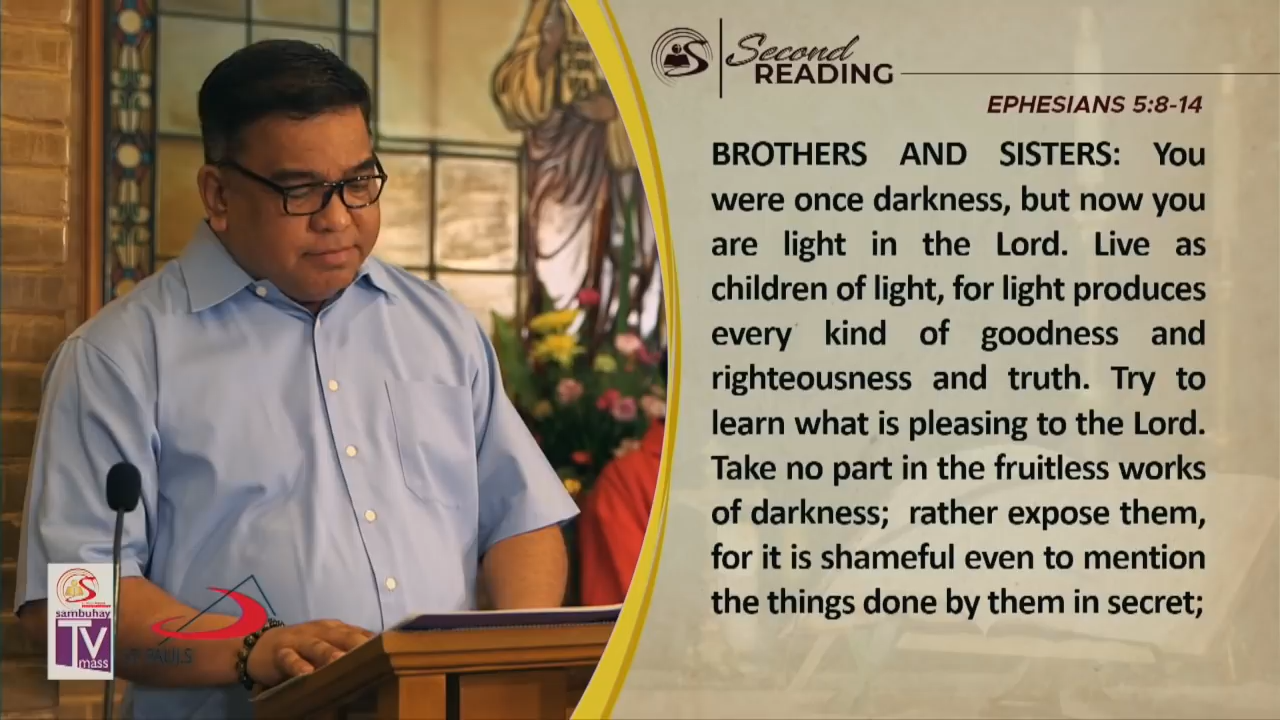 Second
READING
EPHESIANS 5:8-14
BROTHERS AND SISTERS: You
were once darkness, but now you
are light in the Lord. Live as
children of light, for light produces
every kind of goodness and
righteousness and truth. Try to
learn what is pleasing to the Lord.
Take no part in the fruitless works
of darkness; rather expose them,
for it is shameful even to mention
the things done by them in secret;
sambuhay
TV
mass
ST PAULS